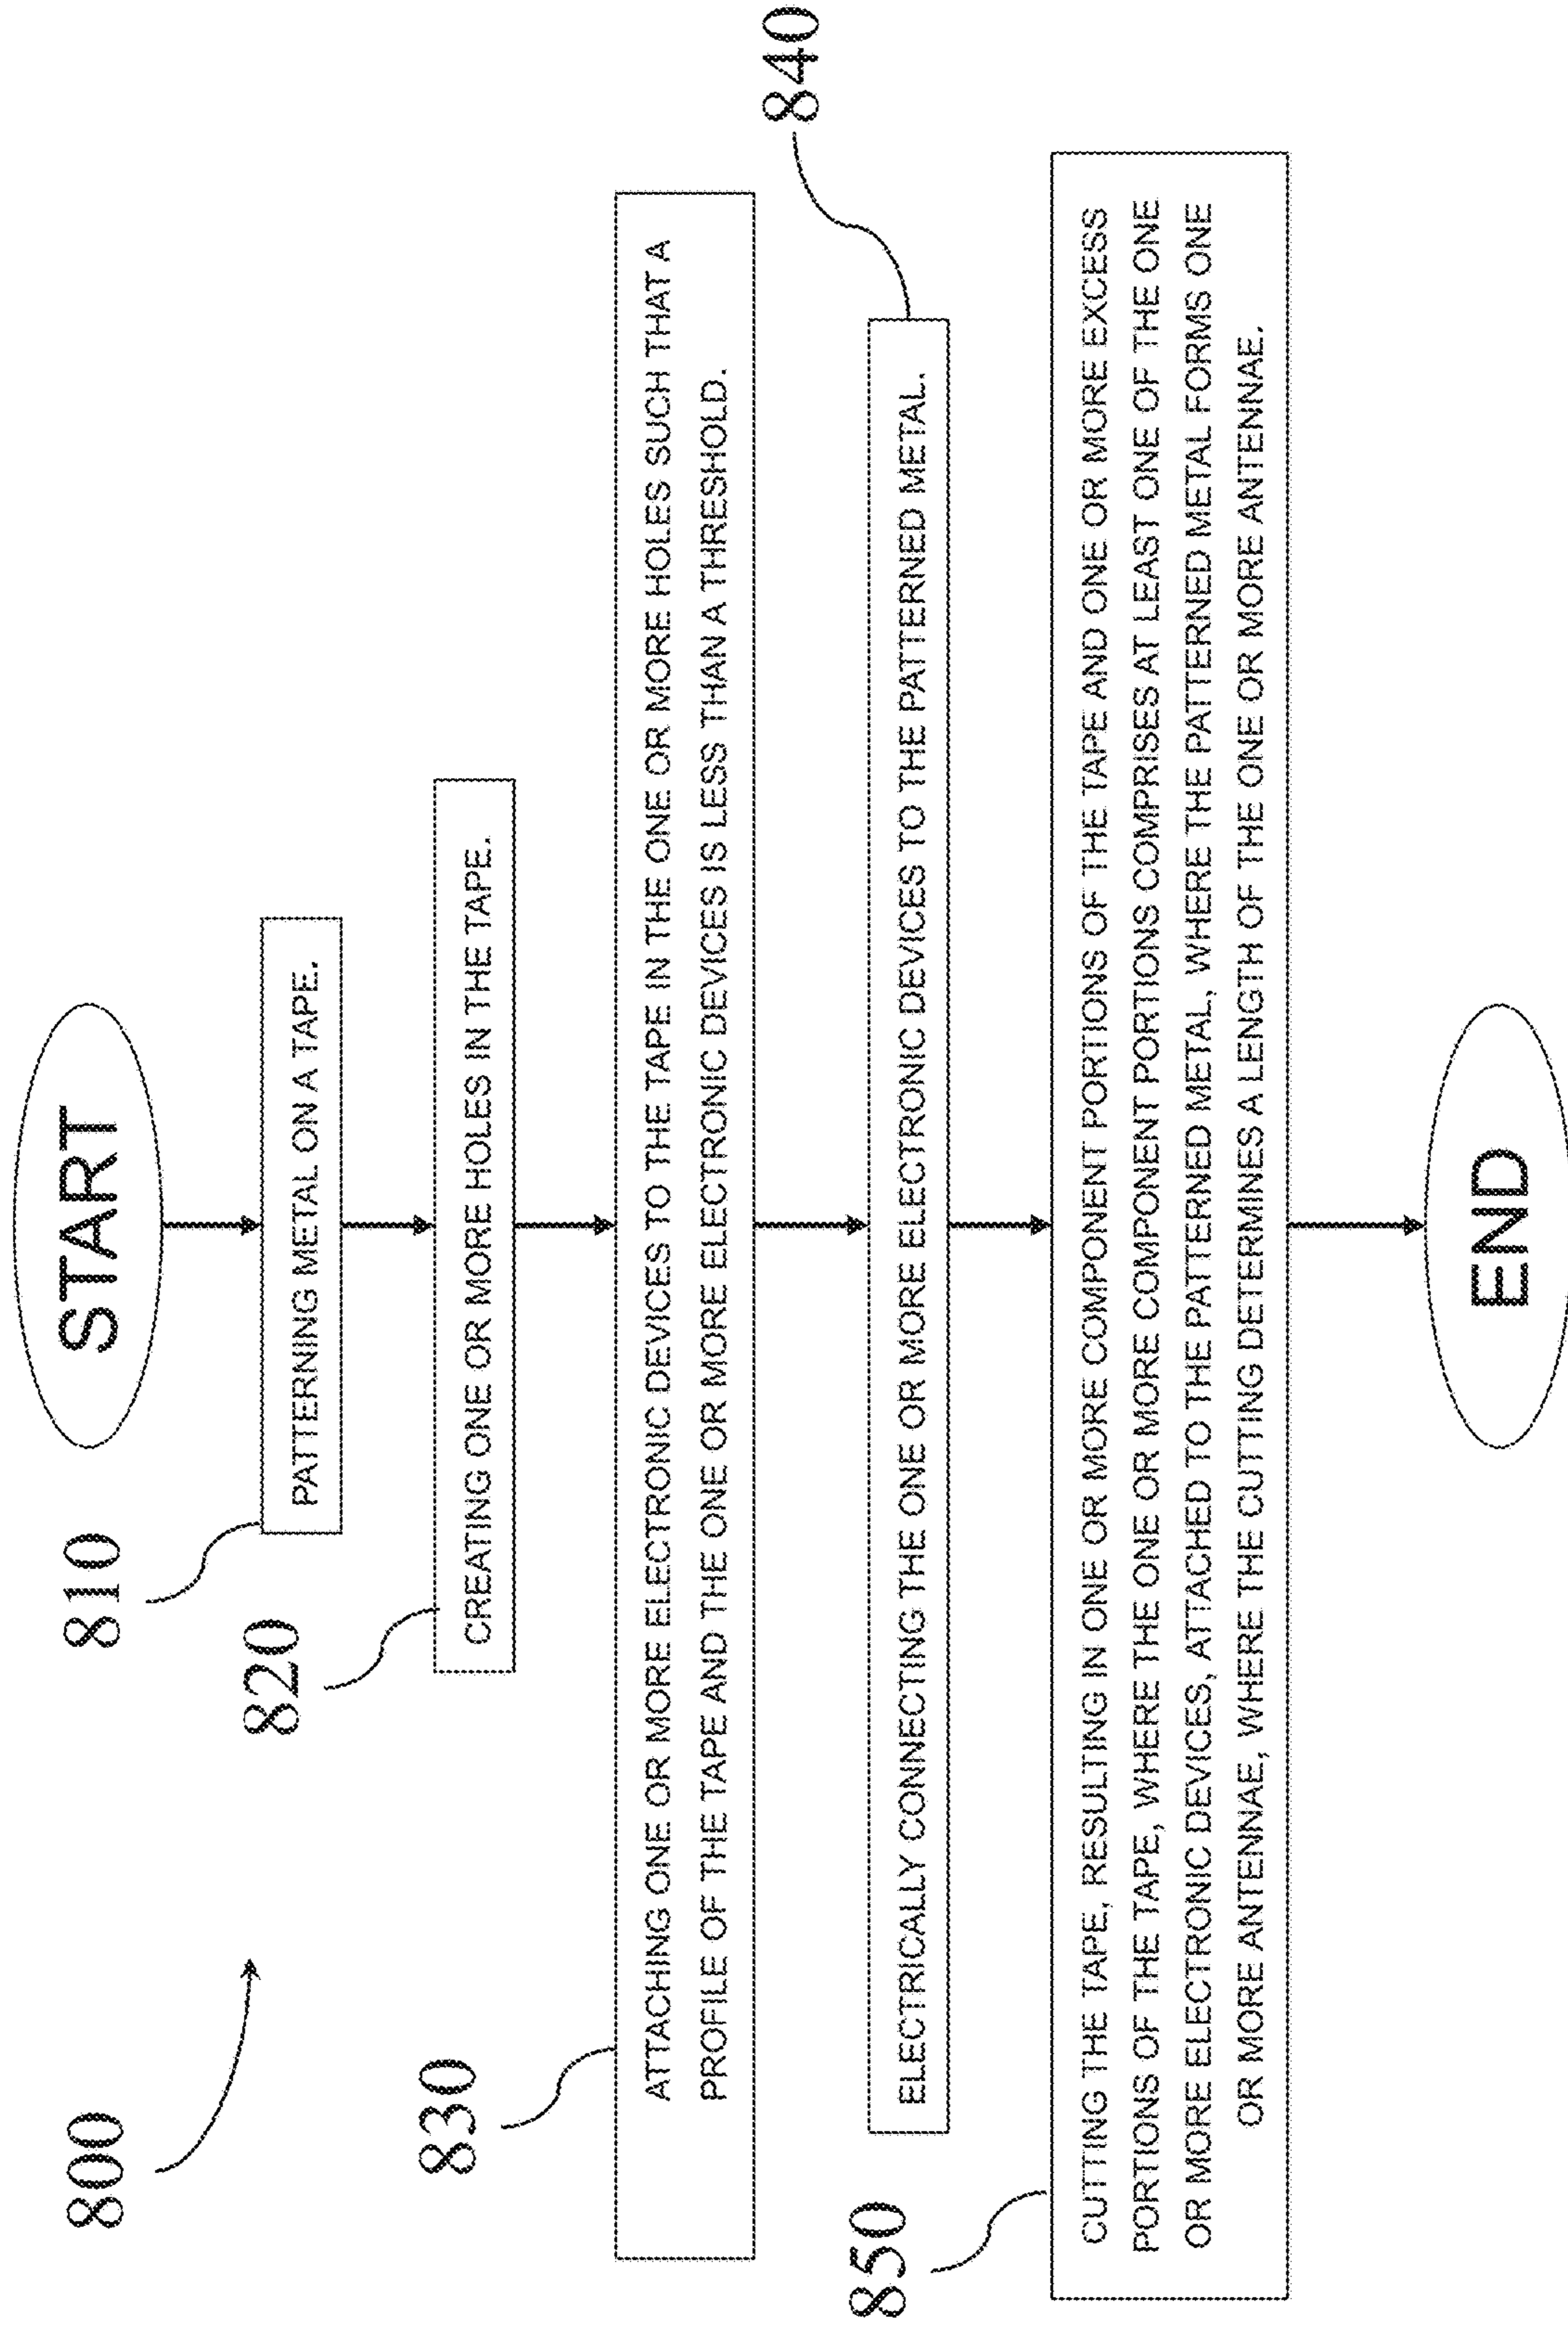 800
START
810
PATTERNING METAL ON A TAPE.
820
CREATING ONE OR MORE HOLES IN THE TAPE.
830
ATTACHING ONE OR MORE ELECTRONIC DEVICES TO THE TAPE IN THE ONE OR MORE HOLES SUCH THAT A
PROFILE OF THE TAPE AND THE ONE OR MORE ELECTRONIC DEVICES IS LESS THAN A THRESHOLD.
840
ELECTRICALLY CONNECTING THE ONE OR MORE ELECTRONIC DEVICES TO THE PATTERNED METAL.
850
CUTTING THE TAPE, RESULTING IN ONE OR MORE COMPONENT PORTIONS OF THE TAPE AND ONE OR MORE EXCESS
PORTIONS OF THE TAPE, WHERE THE ONE OR MORE COMPONENT PORTIONS COMPRISES AT LEAST ONE OF THE ONE
OR MORE ELECTRONIC DEVICES, ATTACHED TO THE PATTERNED METAL, WHERE THE PATTERNED METAL FORMS ONE
OR MORE ANTENNAE, WHERE THE CUTTING DETERMINES A LENGTH OF THE ONE OR MORE ANTENNAE.
END